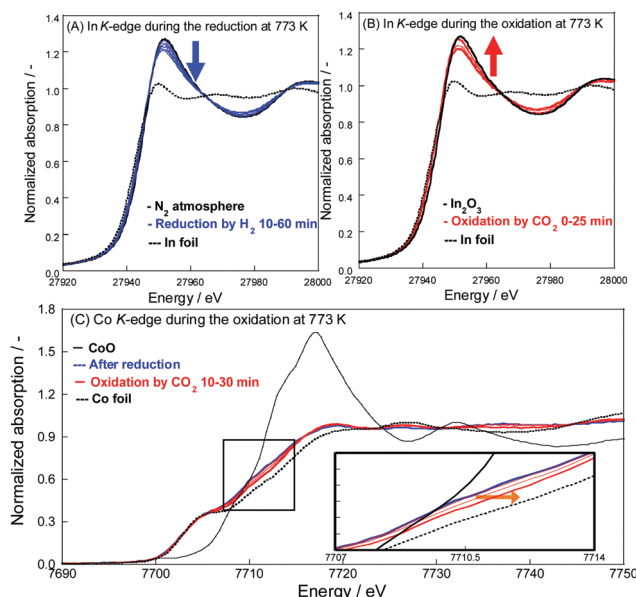 (A) In K-edge during the reduction at 773 K
Normalized absorption / -
1.4
1.2
1.0
0.8
0.6
0.4
0.2
0.0
- N2 atmosphere
- Reduction by H2 10-60 min
--- In foil
27920
27940
27960
27980
28000
Energy / eV
(B) In K-edge during the oxidation at 773 K
Normalized absorption / -
1.4
1.2
1.0
0.8
0.6
0.4
0.2
0.0
- In2O3
- Oxidation by CO2 0-25 min
--- In foil
27920
27940
27960
27980
28000
Energy / eV
(C) Co K-edge during the oxidation at 773 K
Normalized absorption / -
1.8
1.5
1.2
0.9
0.6
0.3
0.0
— CoO
--- After reduction
— Oxidation by CO2 10-30 min
--- Co foil
7707
7710.5
7714
7690
7700
7710
7720
7730
7740
7750
Energy / eV